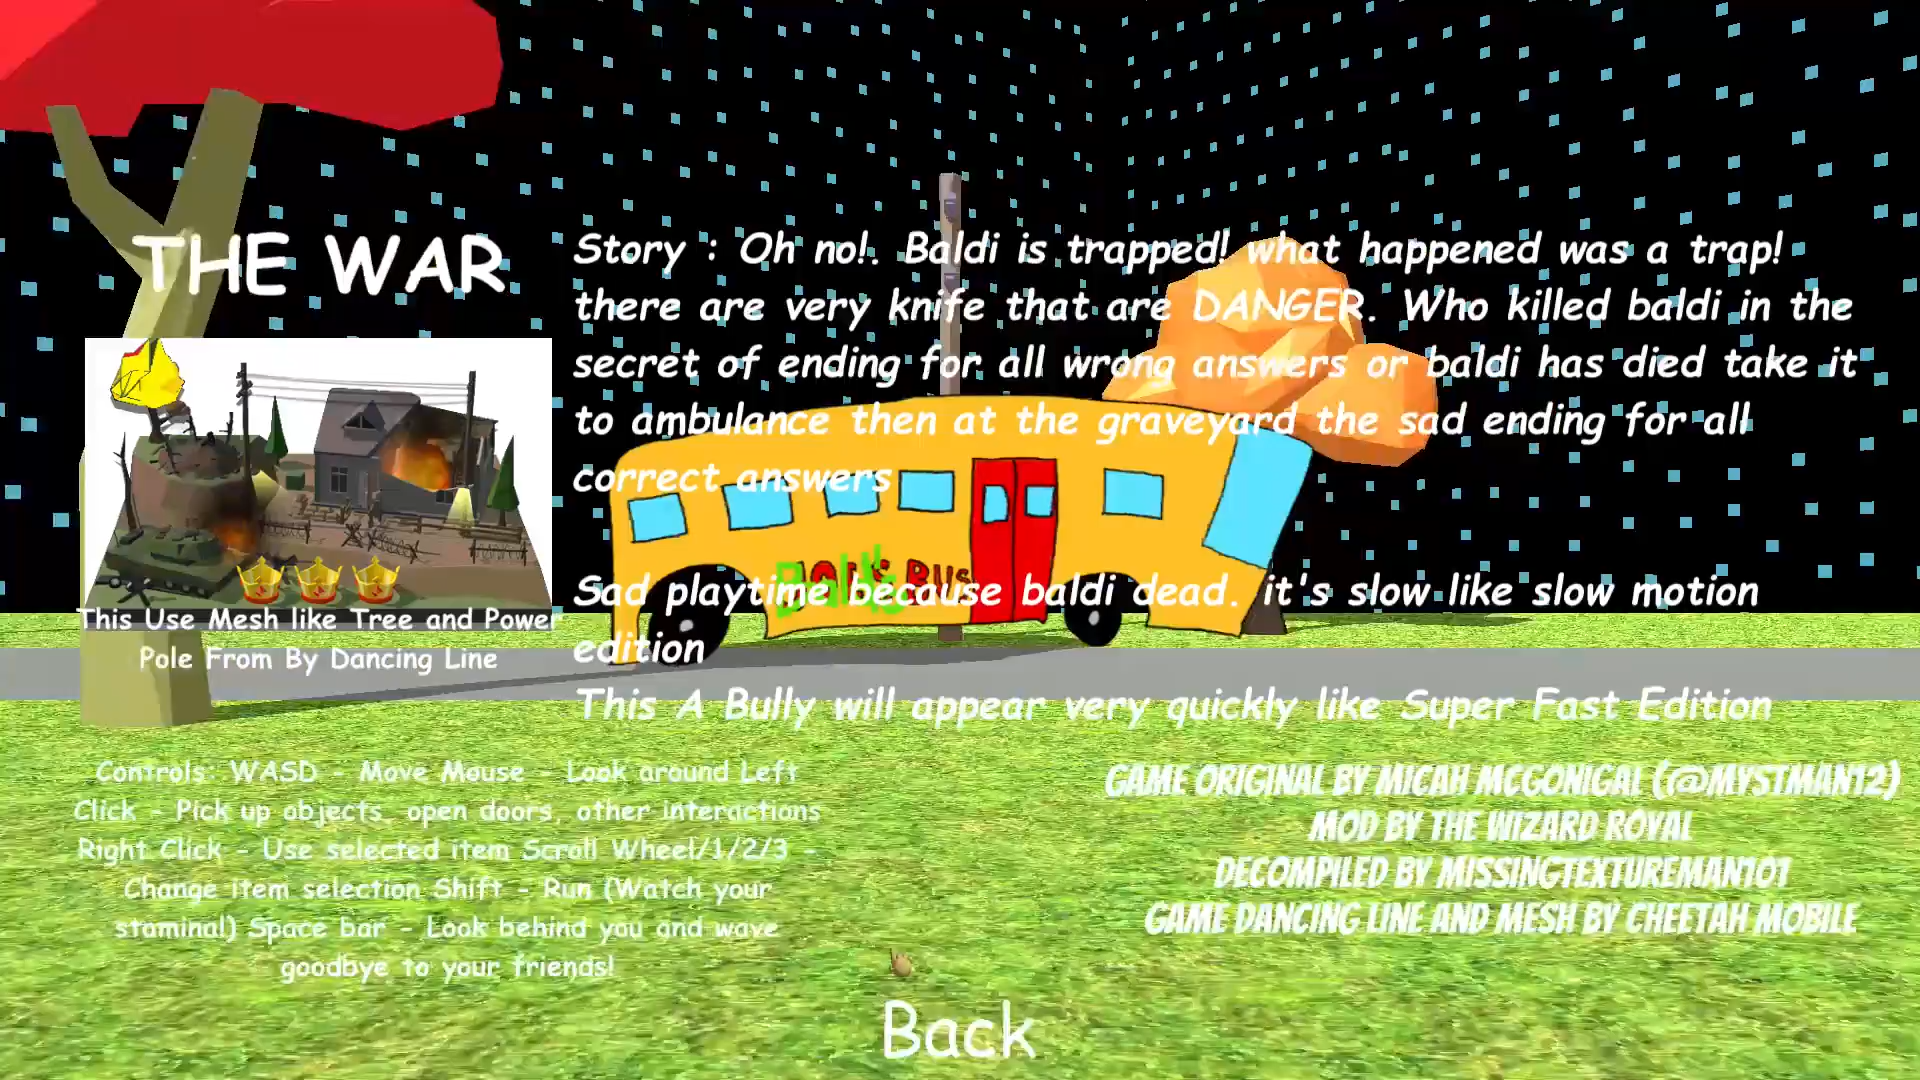 THE WAR
This Use Mesh like Tree and Power
Pole From By Dancing Line
Story : Oh no!. Baldi is trapped! what happened was a trap!
there are very knife that are DANGER. Who killed baldi in the
secret of ending for all wrong answers or baldi has died take it
to ambulance then at the graveyard the sad ending for all
correct answers
Sad playtime because baldi dead. it's slow like slow motion
edition
This A Bully will appear very quickly like Super Fast Edition
Controls: WASD - Move Mouse - Look around Left
Click - Pick up objects, open doors, other interactions
Right Click - Use selected item Scroll Wheel/1/2/3 -
Change item selection Shift - Run (Watch your
stamina!) Space bar - Look behind you and wave
goodbye to your friends!
GAME ORIGINAL BY MICAH MCGONIGAL (@MYSTMAN12)
MOD BY THE WIZARD ROYAL
DECOMPILED BY MISSINGTEXTUREMAN101
GAME DANCING LINE AND MESH BY CHEETAH MOBILE
Back